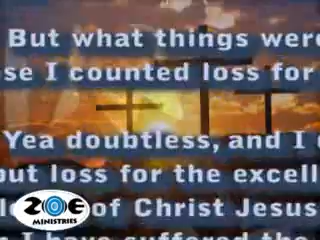 But what things were
se I counted loss for
Yea doubtless, and I
but loss for the excell
of Christ Jesus
ZOE
MINISTRIES